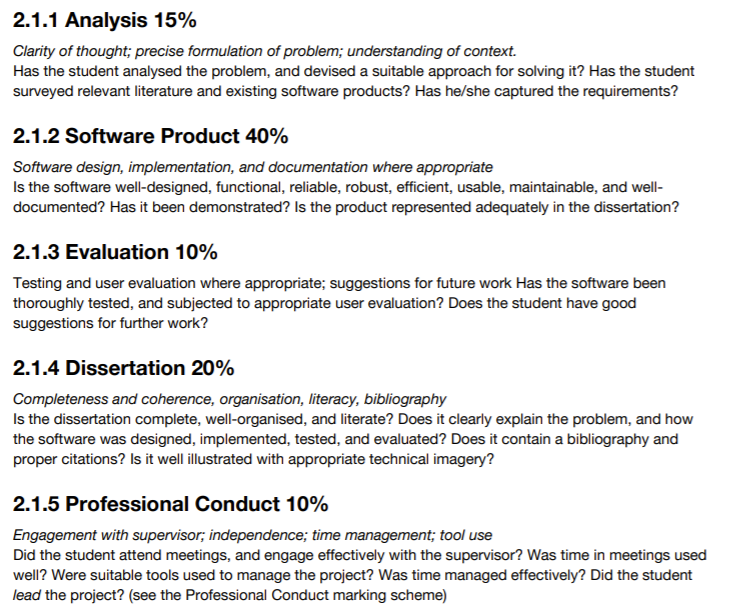 2.1.1 Analysis 15%
Clarity of thought; precise formulation of problem; understanding of context.
Has the student analysed the problem, and devised a suitable approach for solving it? Has the student
surveyed relevant literature and existing software products? Has he/she captured the requirements?
2.1.2 Software Product 40%
Software design, implementation, and documentation where appropriate
Is the software well-designed, functional, reliable, robust, efficient, usable, maintainable, and well-
documented? Has it been demonstrated? Is the product represented adequately in the dissertation?
2.1.3 Evaluation 10%
Testing and user evaluation where appropriate; suggestions for future work Has the software been
thoroughly tested, and subjected to appropriate user evaluation? Does the student have good
suggestions for further work?
2.1.4 Dissertation 20%
Completeness and coherence, organisation, literacy, bibliography
Is the dissertation complete, well-organised, and literate? Does it clearly explain the problem, and how
the software was designed, implemented, tested, and evaluated? Does it contain a bibliography and
proper citations? Is it well illustrated with appropriate technical imagery?
2.1.5 Professional Conduct 10%
Engagement with supervisor; independence; time management; tool use
Did the student attend meetings, and engage effectively with the supervisor? Was time in meetings used
well? Were suitable tools used to manage the project? Was time managed effectively? Did the student
lead the project? (see the Professional Conduct marking scheme)